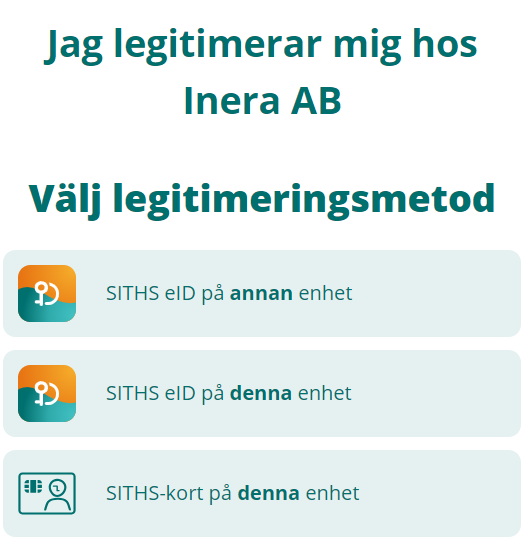 Jag legitimerar mig hos
Inera AB
Välj legitimeringsmetod
SITHS eID på annan enhet
SITHS eID på denna enhet
SITHS-kort på denna enhet